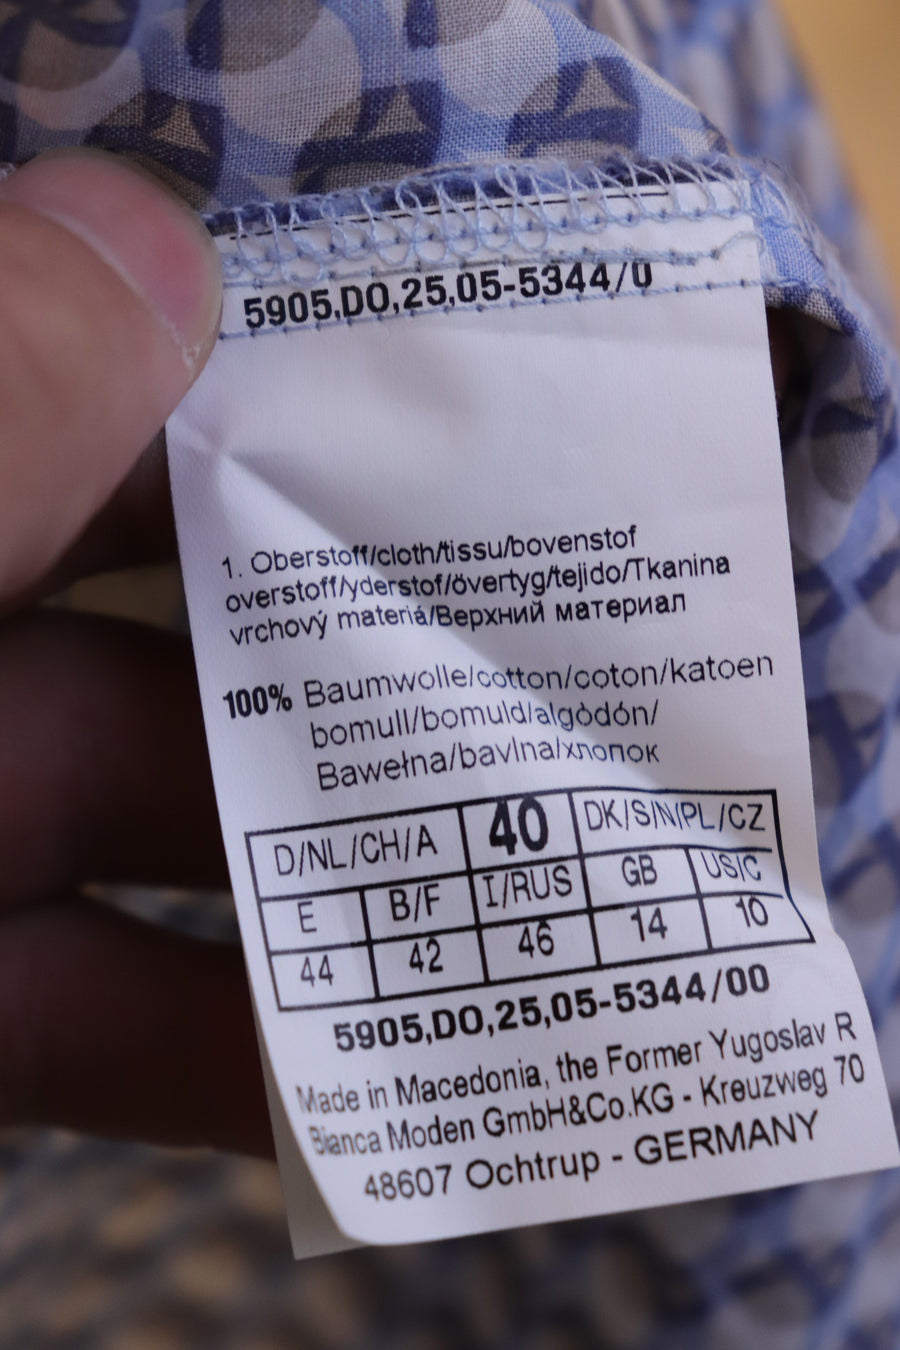 5905,DO,25,05-5344/0
1. Oberstoff/cloth/tissu/bovenstof
overstoff/yderstof/övertyg/tejido/Tkanina
vrchový materiá/Верхний материал
100% Baumwolle/cotton/coton/katoen
bomull/bomuld/algòdón/
Bawełna/bavlna/хлопок
D/NL/CH/A 40 DK/S/N/PL/CZ
E B/F I/RUS GB US/C
44 42 46 14 10
5905,DO,25,05-5344/00
Made in Macedonia, the Former Yugoslav R
Bianca Moden GmbH&Co.KG - Kreuzweg 70
48607 Ochtrup - GERMANY